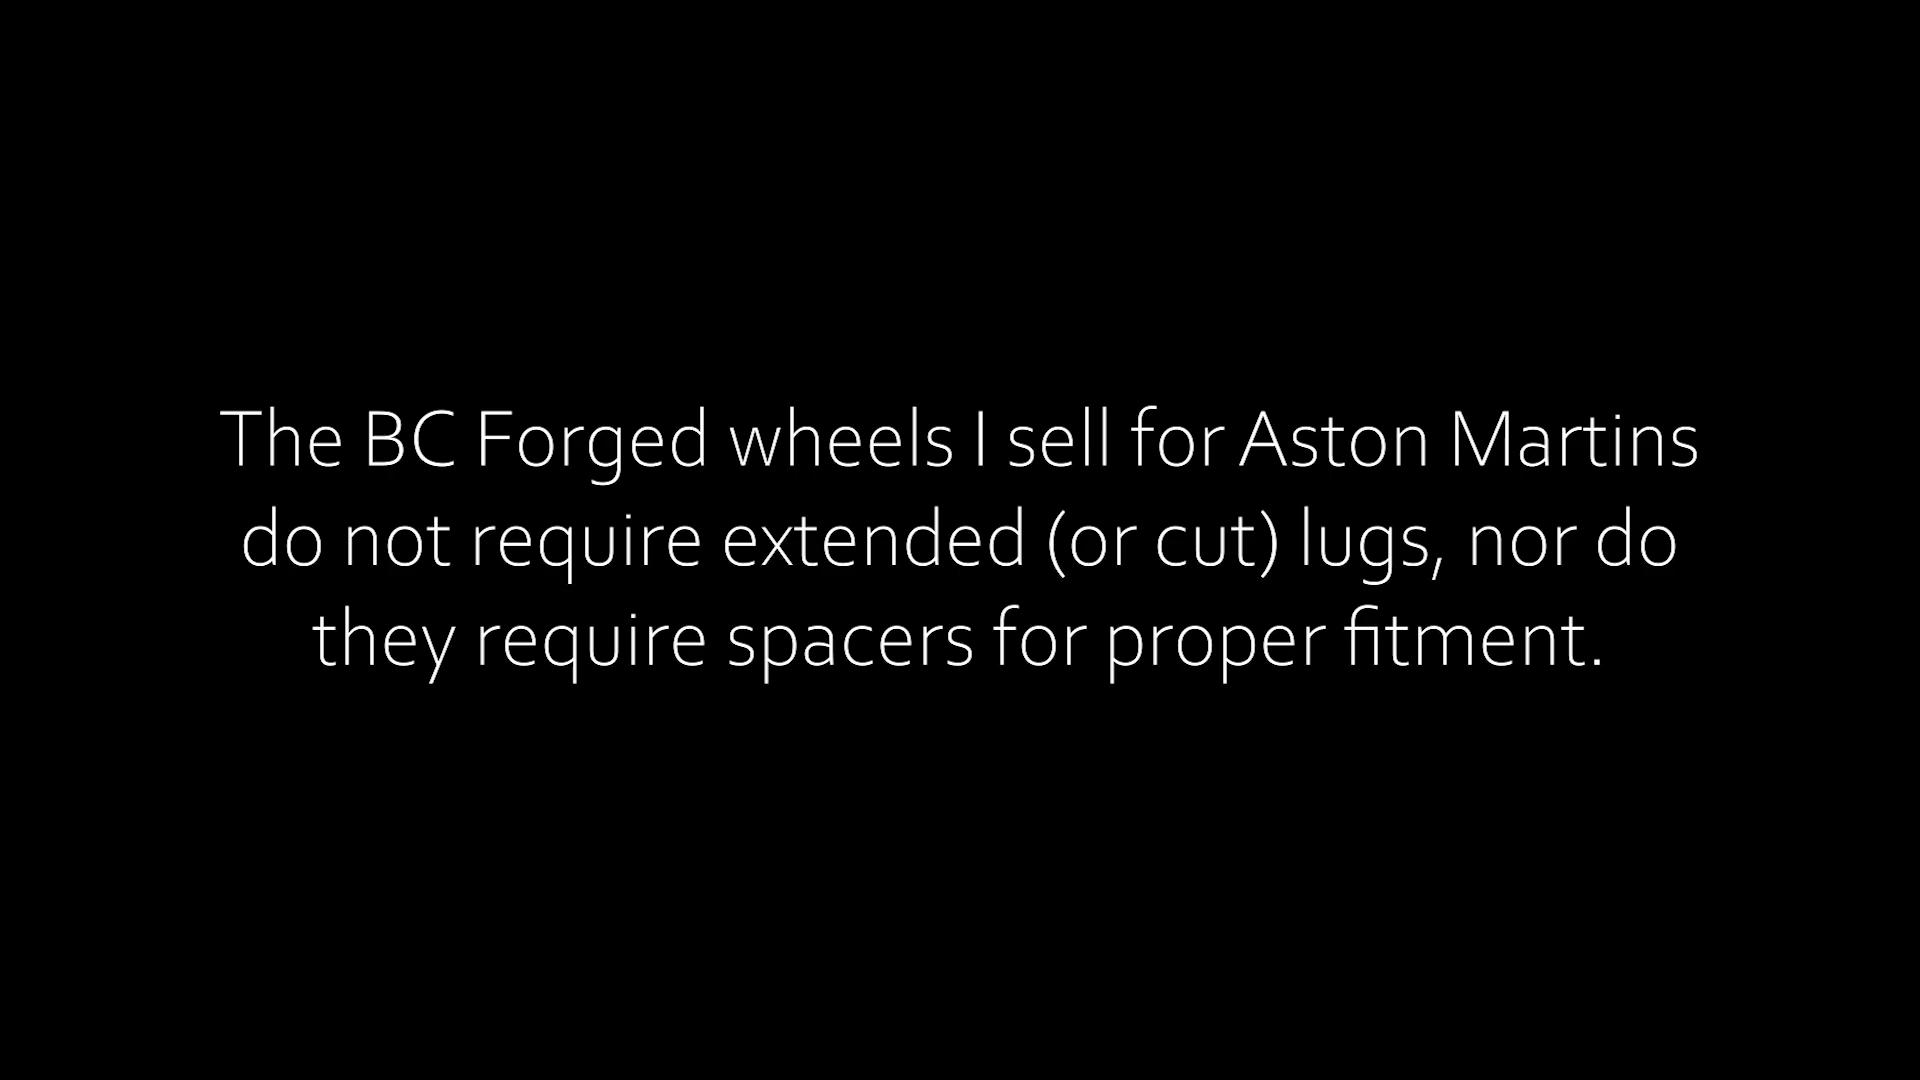 The BC Forged wheels I sell for Aston Martins
do not require extended (or cut) lugs, nor do
they require spacers for proper fitment.